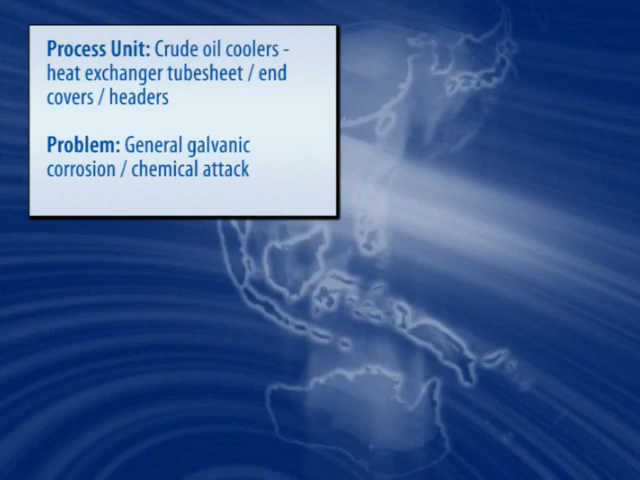 Process Unit: Crude oil coolers -
heat exchanger tubesheet / end
covers / headers
Problem: General galvanic
corrosion / chemical attack